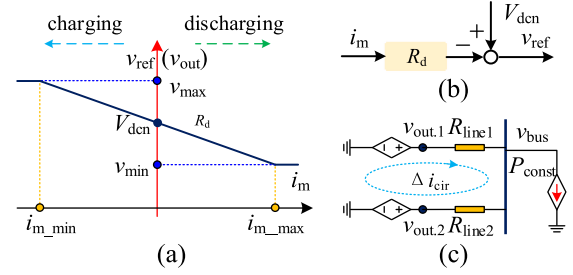 charging
discharging
v_ref (v_out)
v_max
V_dcn
R_d
v_min
i_m
i_m_min
i_m_max
(a)
V_dcn
i_m
R_d
v_ref
+
−
(b)
v_out.1 R_line1
v_bus
Δ i_cir
P_const
v_out.2 R_line2
(c)